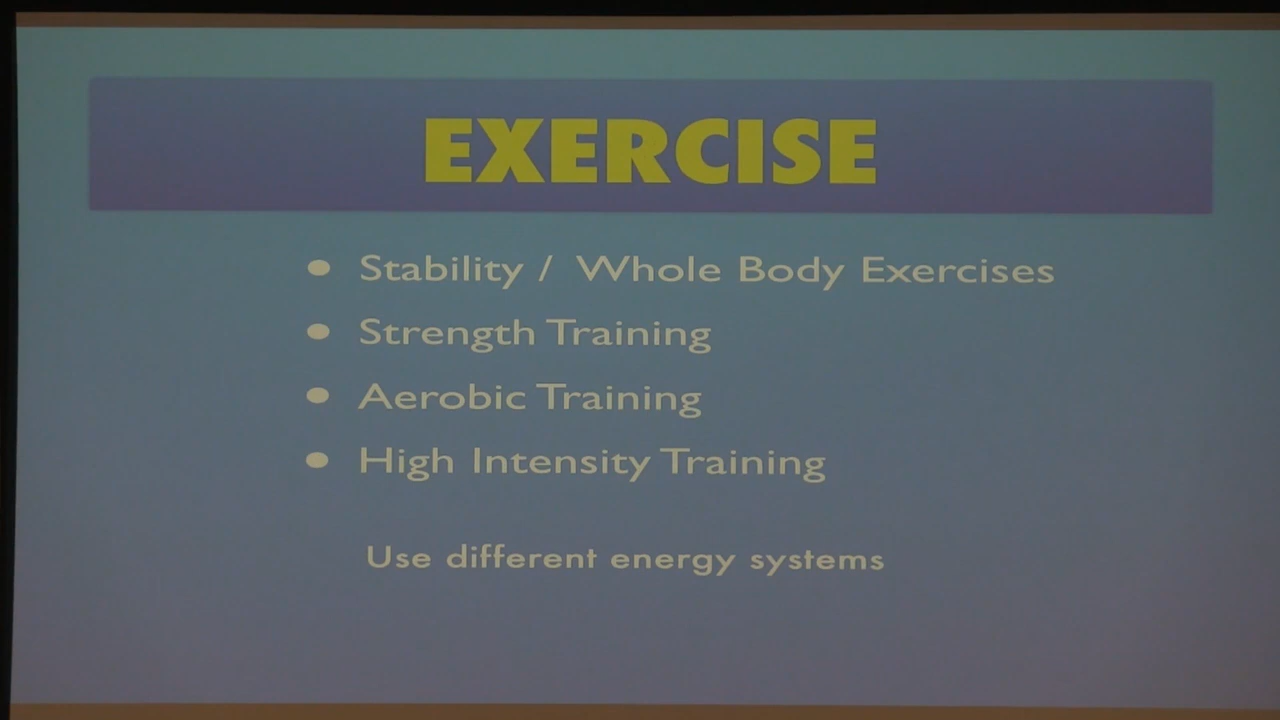 EXERCISE
• Stability / Whole Body Exercises
• Strength Training
• Aerobic Training
• High Intensity Training
Use different energy systems